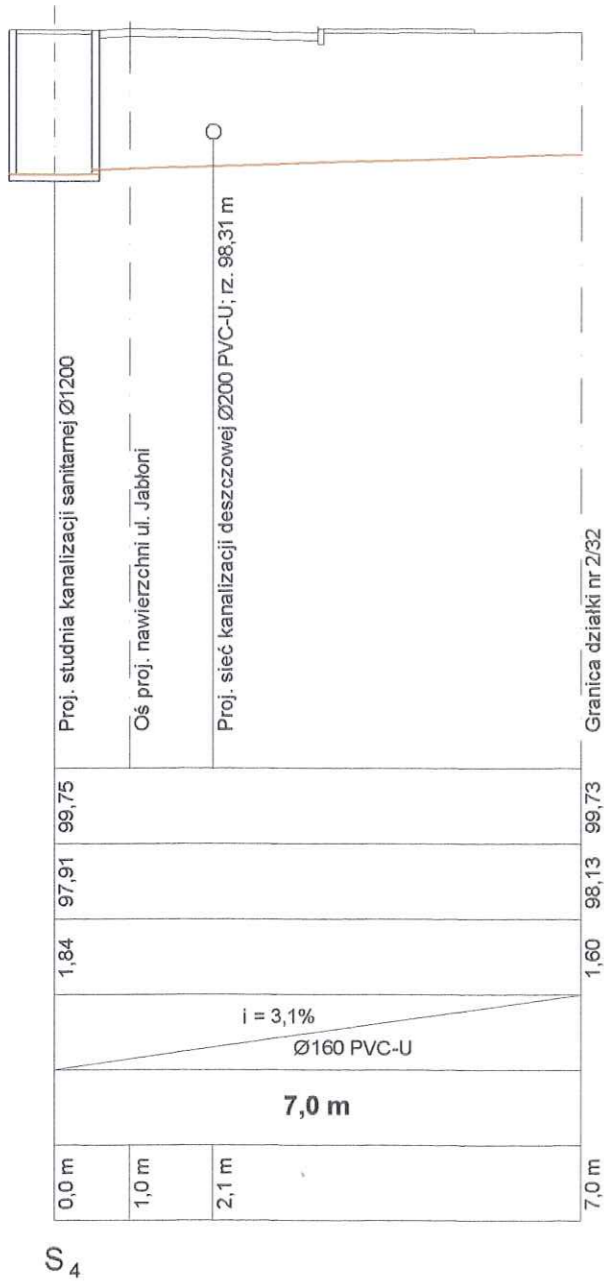 Proj. studnia kanalizacji sanitarnej Ø1200
Oś proj. nawierzchni ul. Jabłoni
Proj. sieć kanalizacji deszczowej Ø200 PVC-U; rz. 98,31 m
Granica działki nr 2/32
99,75
99,73
97,91
98,13
1,84
1,60
i = 3,1%
Ø160 PVC-U
7,0 m
0,0 m
1,0 m
2,1 m
7,0 m
S4